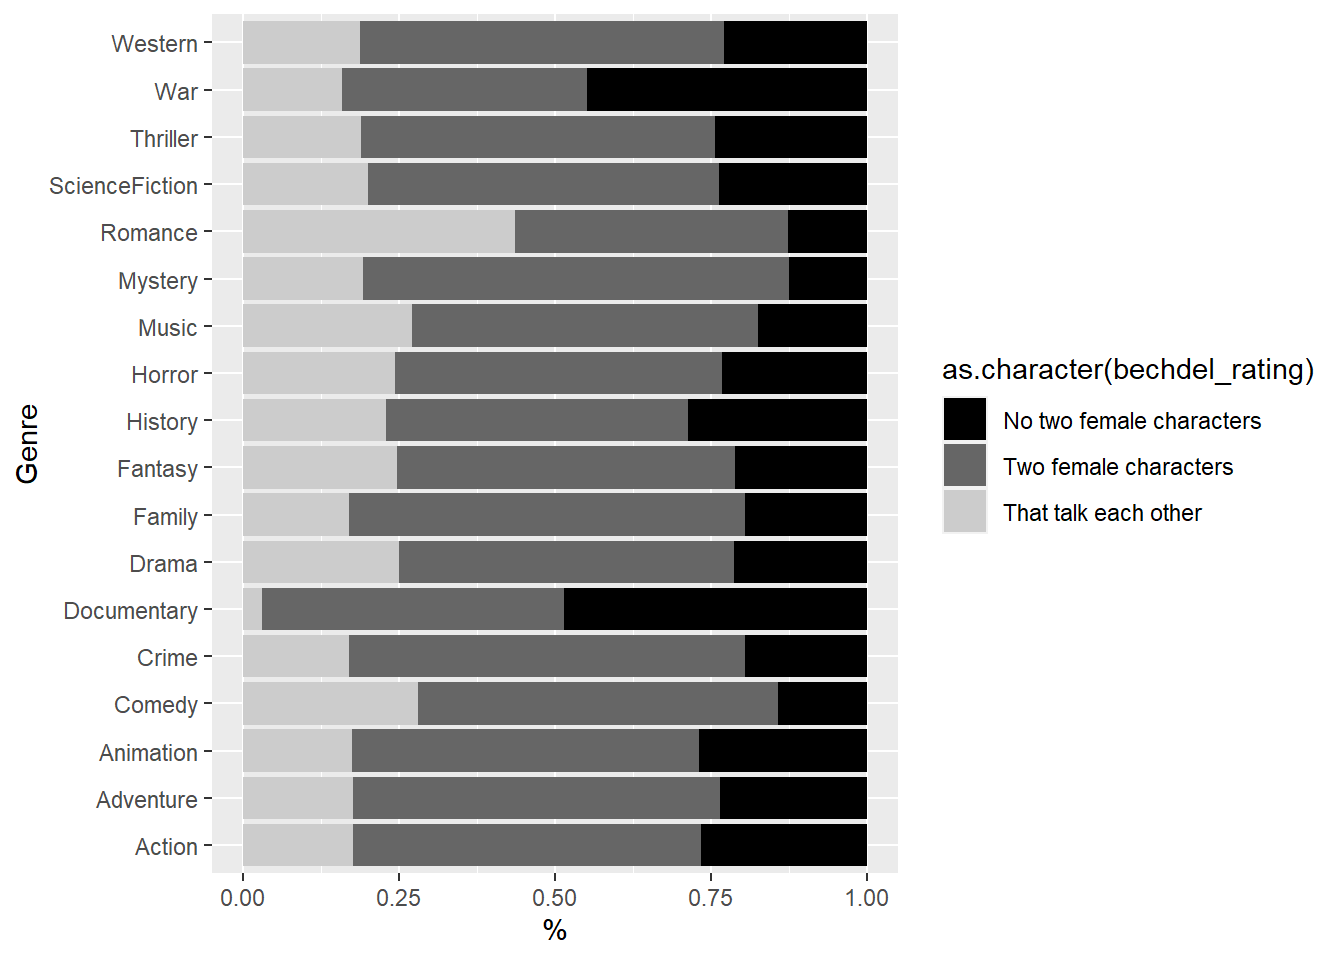 Western
War
Thriller
ScienceFiction
Romance
Mystery
Music
Horror
History
Fantasy
Family
Drama
Documentary
Crime
Comedy
Animation
Adventure
Action
Genre
0.00 0.25 0.50 0.75 1.00
%
as.character(bechdel_rating)
No two female characters
Two female characters
That talk each other